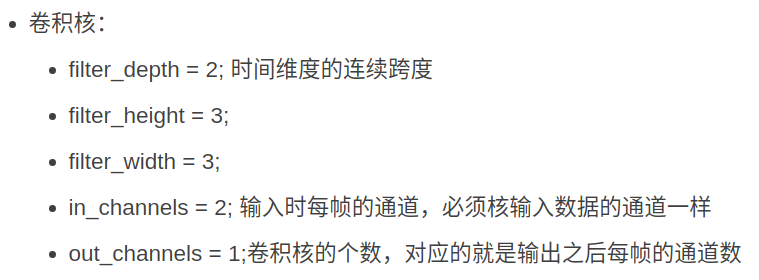 卷积核：
filter_depth = 2; 时间维度的连续跨度
filter_height = 3;
filter_width = 3;
in_channels = 2; 输入时每帧的通道，必须核输入数据的通道一样
out_channels = 1;卷积核的个数，对应的就是输出之后每帧的通道数